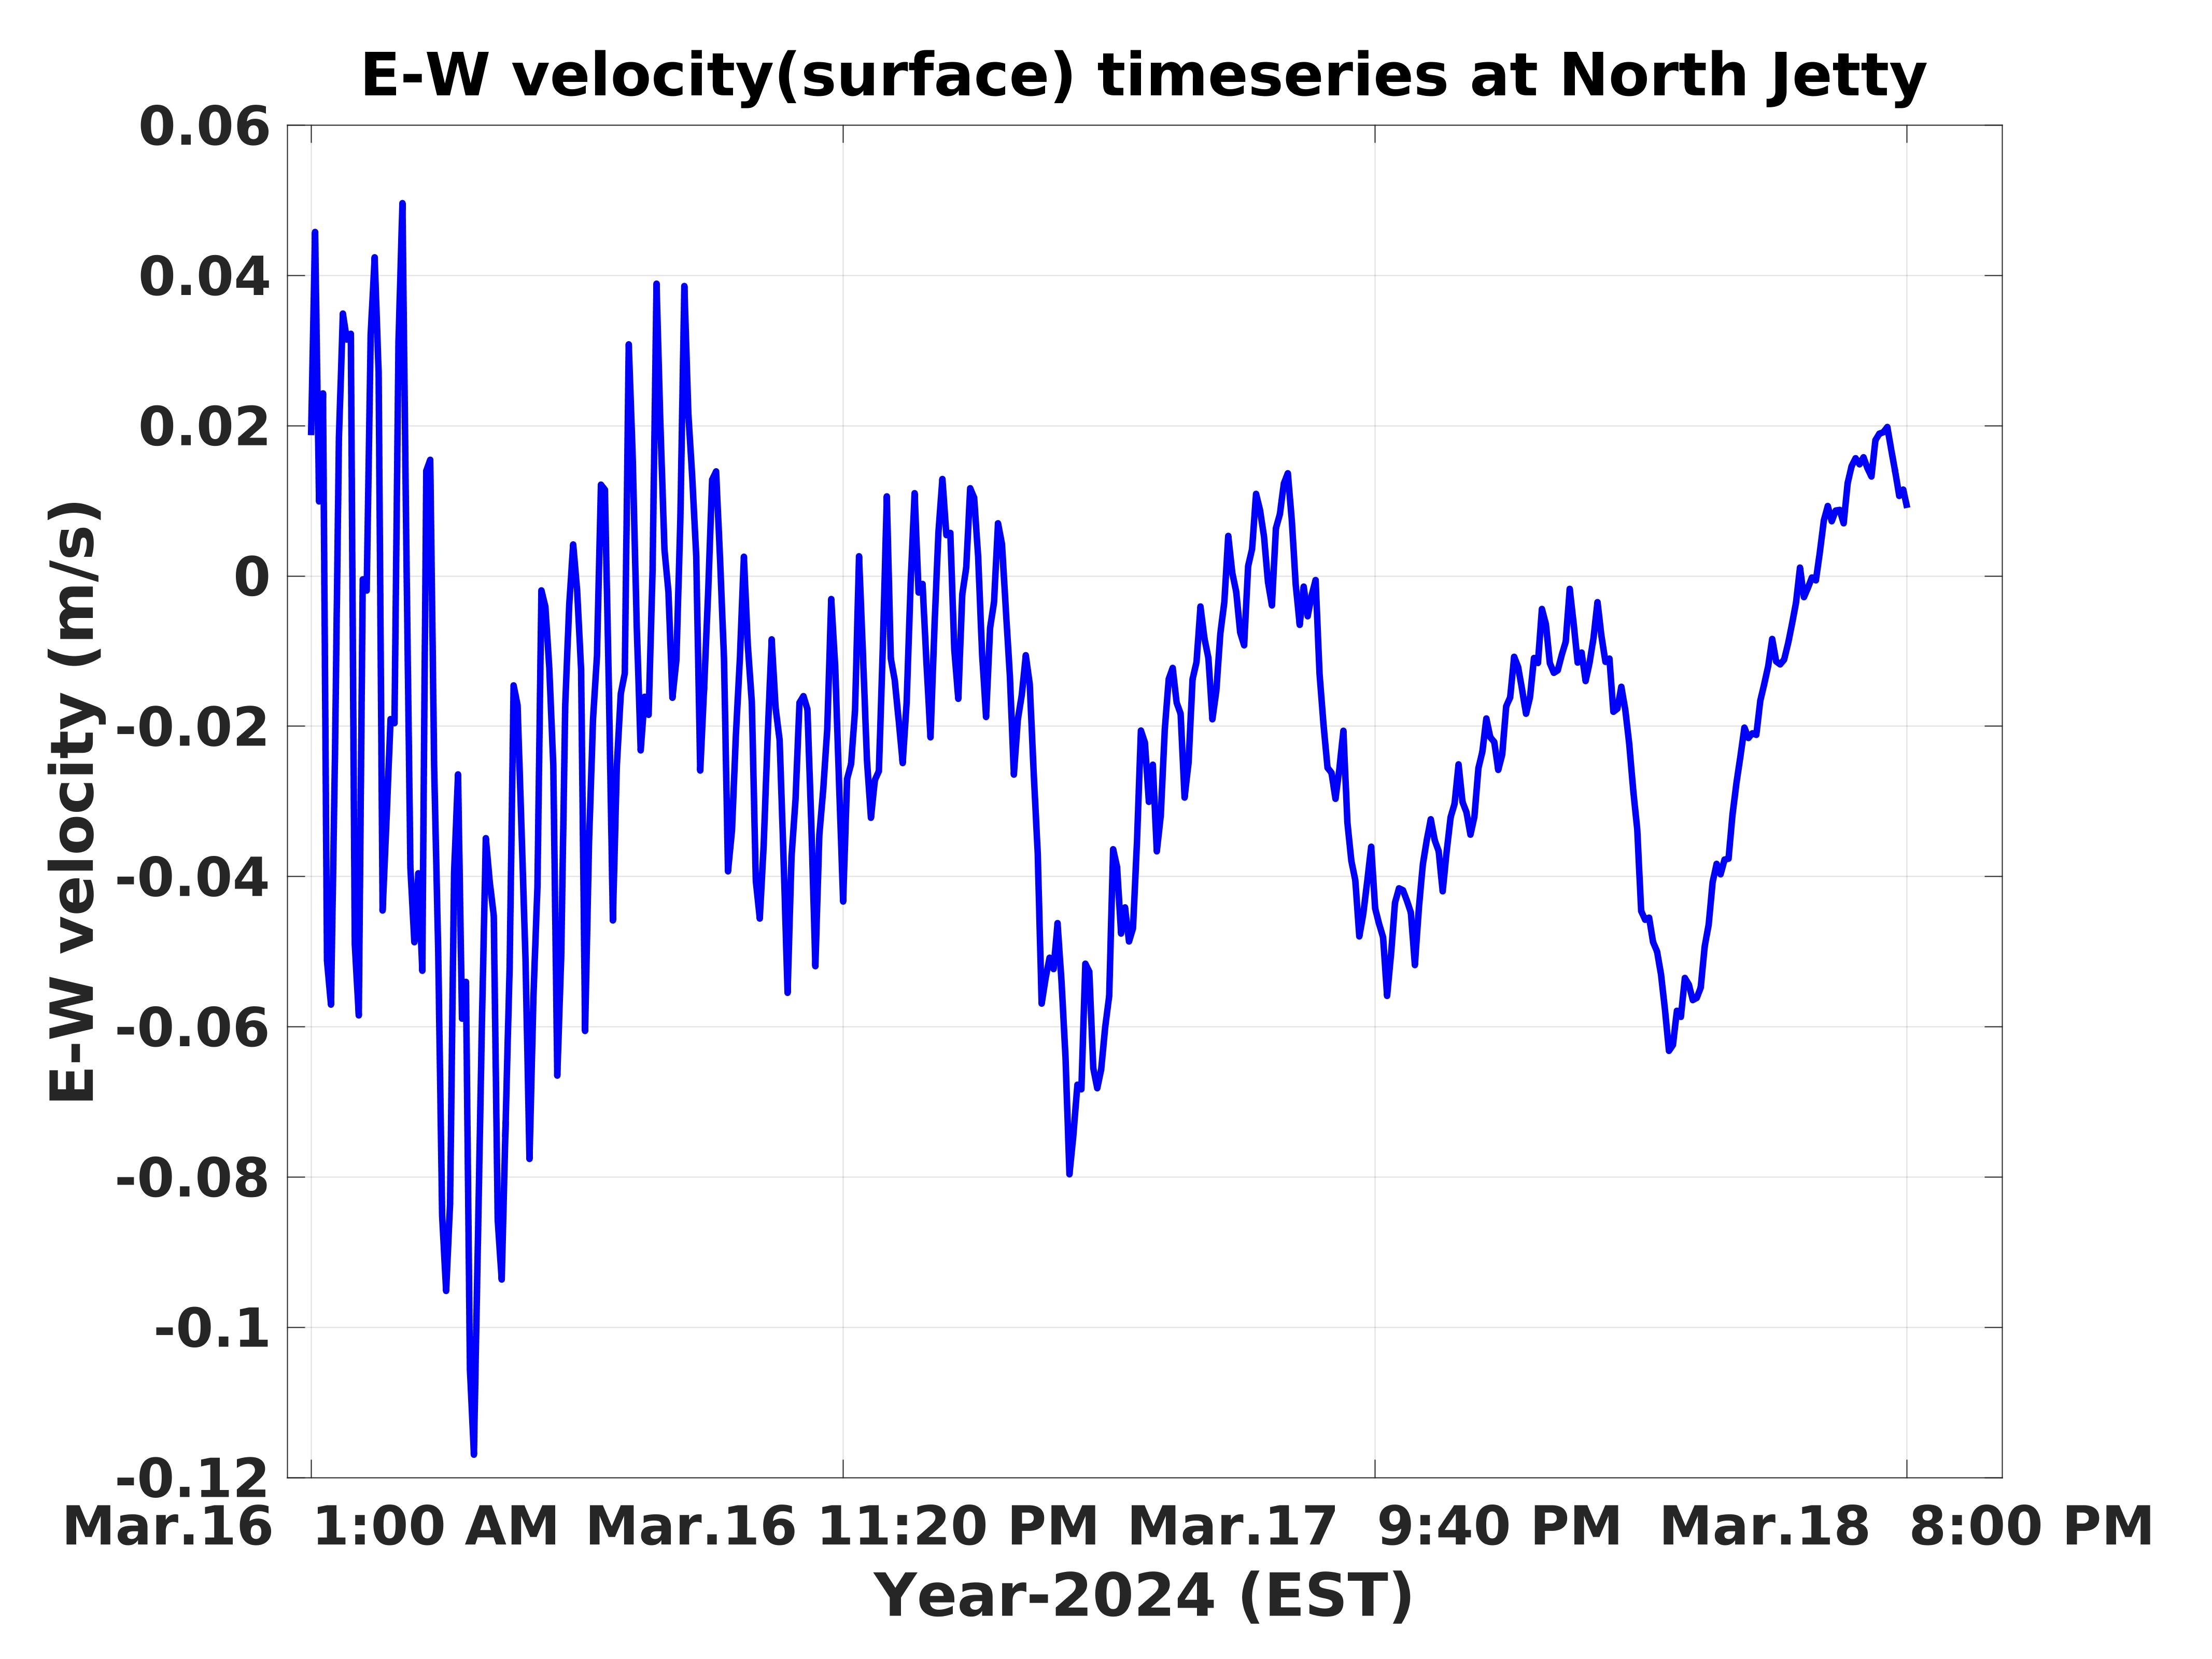 E-W velocity(surface) timeseries at North Jetty
0.06
0.04
0.02
0
-0.02
-0.04
-0.06
-0.08
-0.1
-0.12
E-W velocity (m/s)
Mar.16 1:00 AM Mar.16 11:20 PM Mar.17 9:40 PM Mar.18 8:00 PM
Year-2024 (EST)